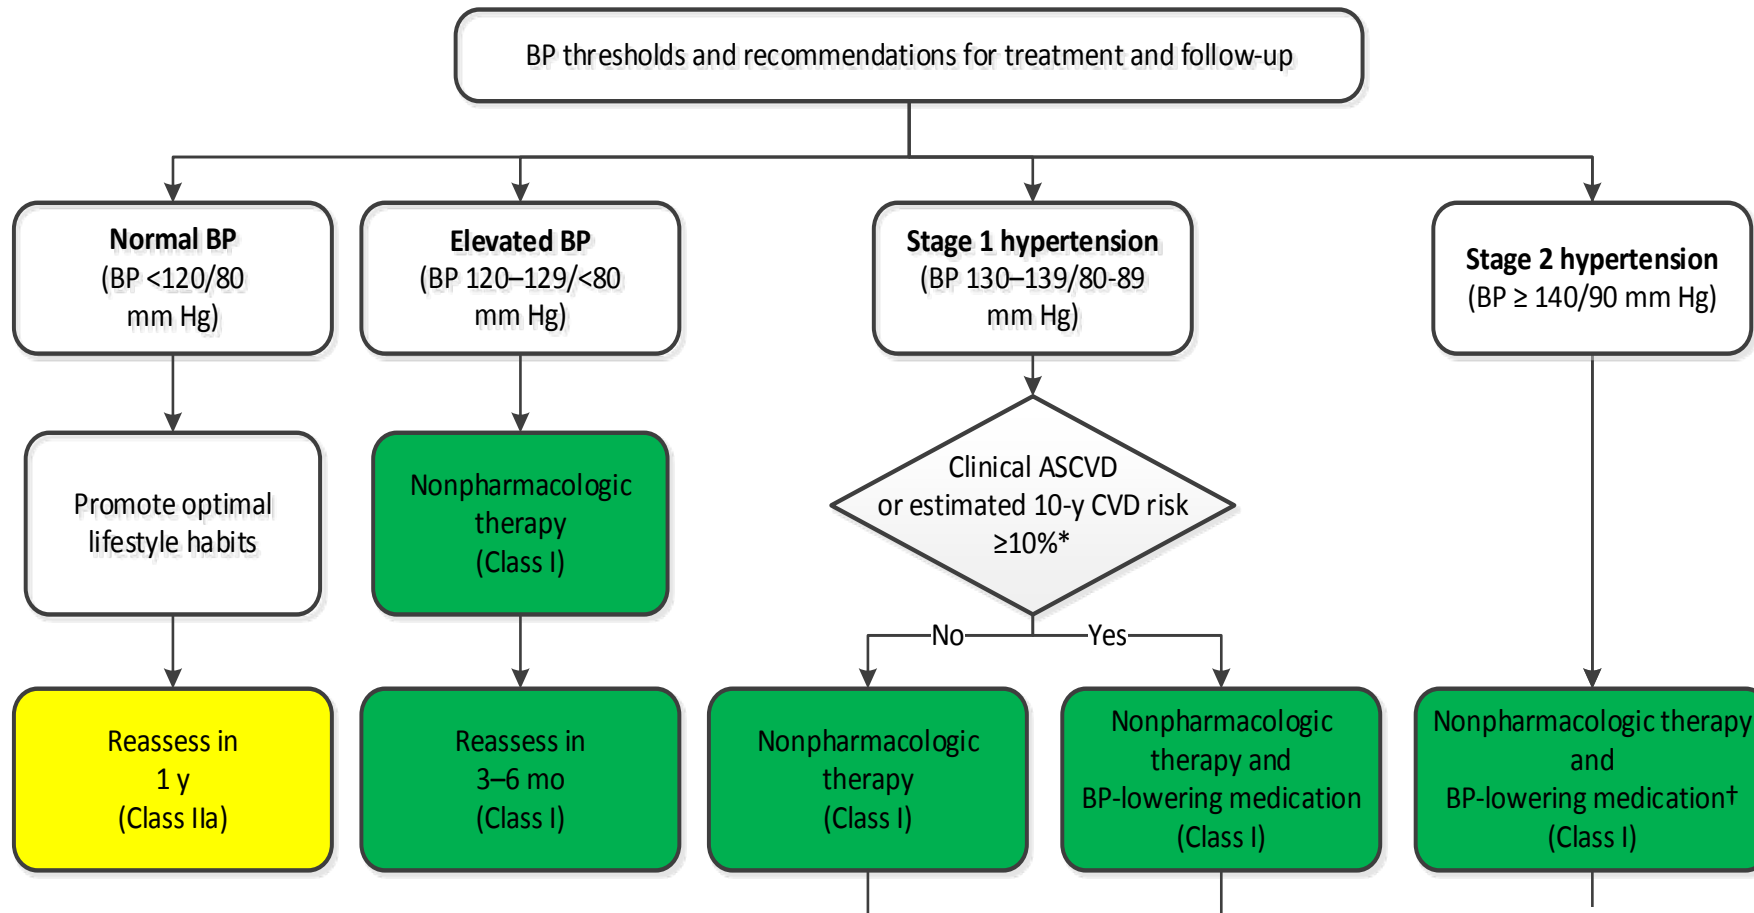 BP thresholds and recommendations for treatment and follow-up
Normal BP
(BP <120/80
mm Hg)
Elevated BP
(BP 120–129/<80
mm Hg)
Stage 1 hypertension
(BP 130–139/80-89
mm Hg)
Stage 2 hypertension
(BP ≥ 140/90 mm Hg)
Promote optimal
lifestyle habits
Nonpharmacologic
therapy
(Class I)
Clinical ASCVD
or estimated 10-y CVD risk
≥10%*
No
Yes
Reassess in
1 y
(Class IIa)
Reassess in
3–6 mo
(Class I)
Nonpharmacologic
therapy
(Class I)
Nonpharmacologic
therapy and
BP-lowering medication
(Class I)
Nonpharmacologic therapy
and
BP-lowering medication†
(Class I)